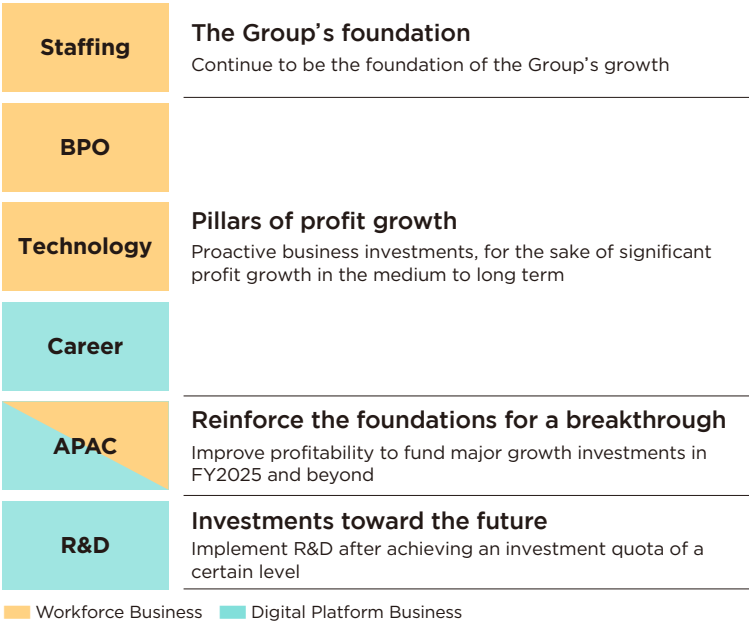 Staffing
The Group's foundation
Continue to be the foundation of the Group's growth
BPO
Technology
Career
Pillars of profit growth
Proactive business investments, for the sake of significant
profit growth in the medium to long term
APAC
Reinforce the foundations for a breakthrough
Improve profitability to fund major growth investments in
FY2025 and beyond
R&D
Investments toward the future
Implement R&D after achieving an investment quota of a
certain level
Workforce Business
Digital Platform Business